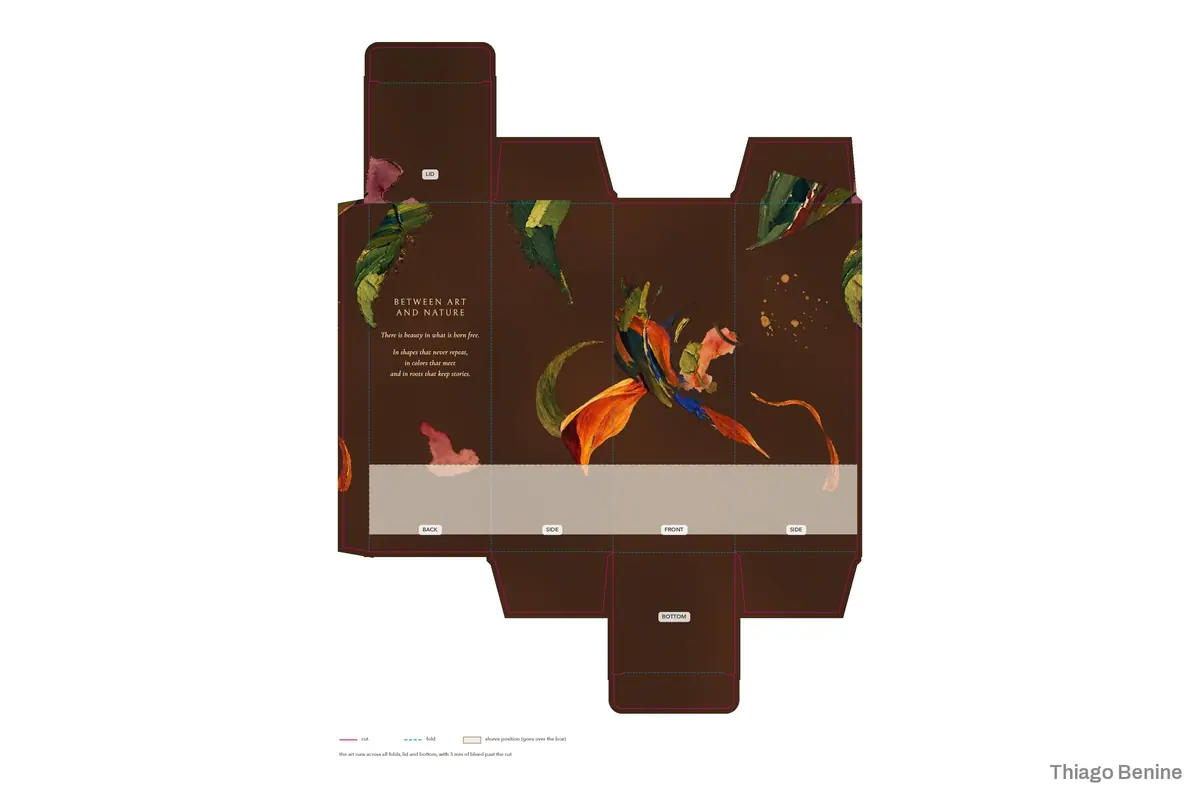 LID
BETWEEN ART
AND NATURE
There is beauty in what is born free.
In shapes that never repeat,
in colors that meet
and in roots that keep stories.
BACK
SIDE
FRONT
SIDE
BOTTOM
cut
fold
sleeve position (goes over the box)
the art runs across all folds, lid and bottom, with 3 mm of bleed past the cut
Thiago Benine